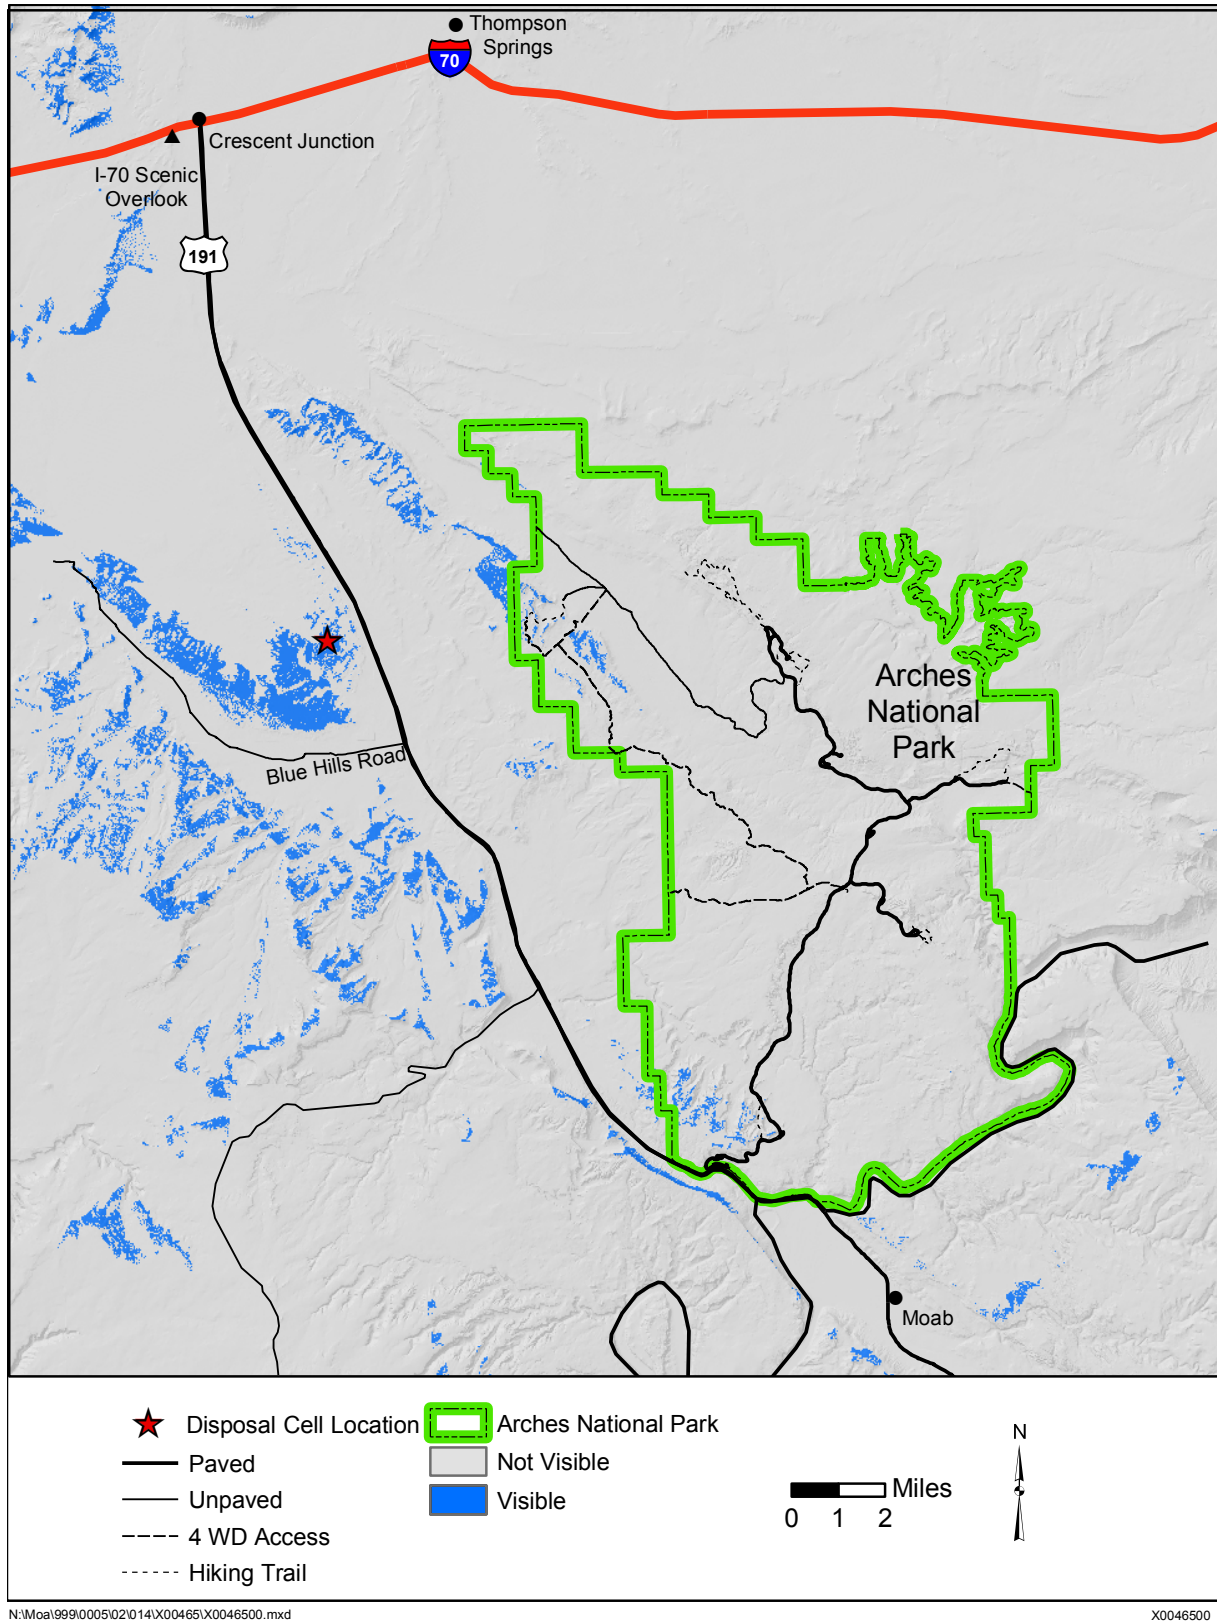 Thompson
Springs
70
Crescent Junction
I-70 Scenic
Overlook
191
Arches
National
Park
Blue Hills Road
Moab
Disposal Cell Location
Paved
Unpaved
4 WD Access
Hiking Trail
Arches National Park
Not Visible
Visible
Miles
0 1 2
N
N:\Moa\999\0005\02\014\X00465\X0046500.mxd
X0046500